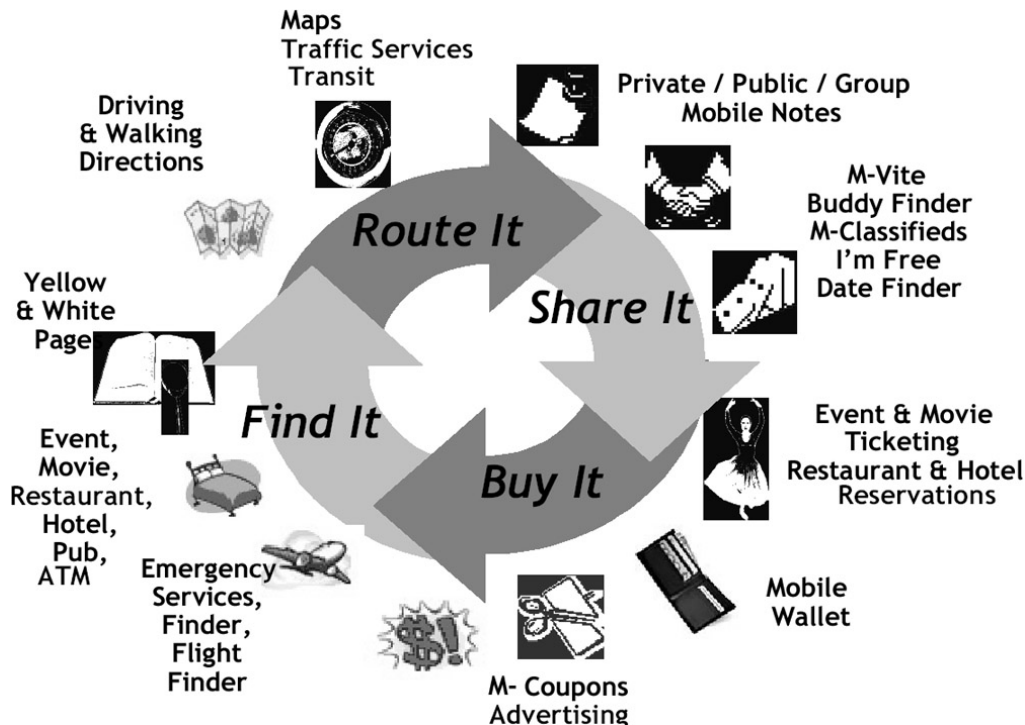 Maps
Traffic Services
Transit
Private / Public / Group
Mobile Notes
Driving
& Walking
Directions
M-Vite
Buddy Finder
M-Classifieds
I'm Free
Date Finder
Route It
Share It
Yellow
& White
Pages
Find It
Buy It
Event & Movie
Ticketing
Restaurant & Hotel
Reservations
Event,
Movie,
Restaurant,
Hotel,
Pub,
ATM
Emergency
Services,
Finder,
Flight
Finder
$!
Mobile
Wallet
M- Coupons
Advertising